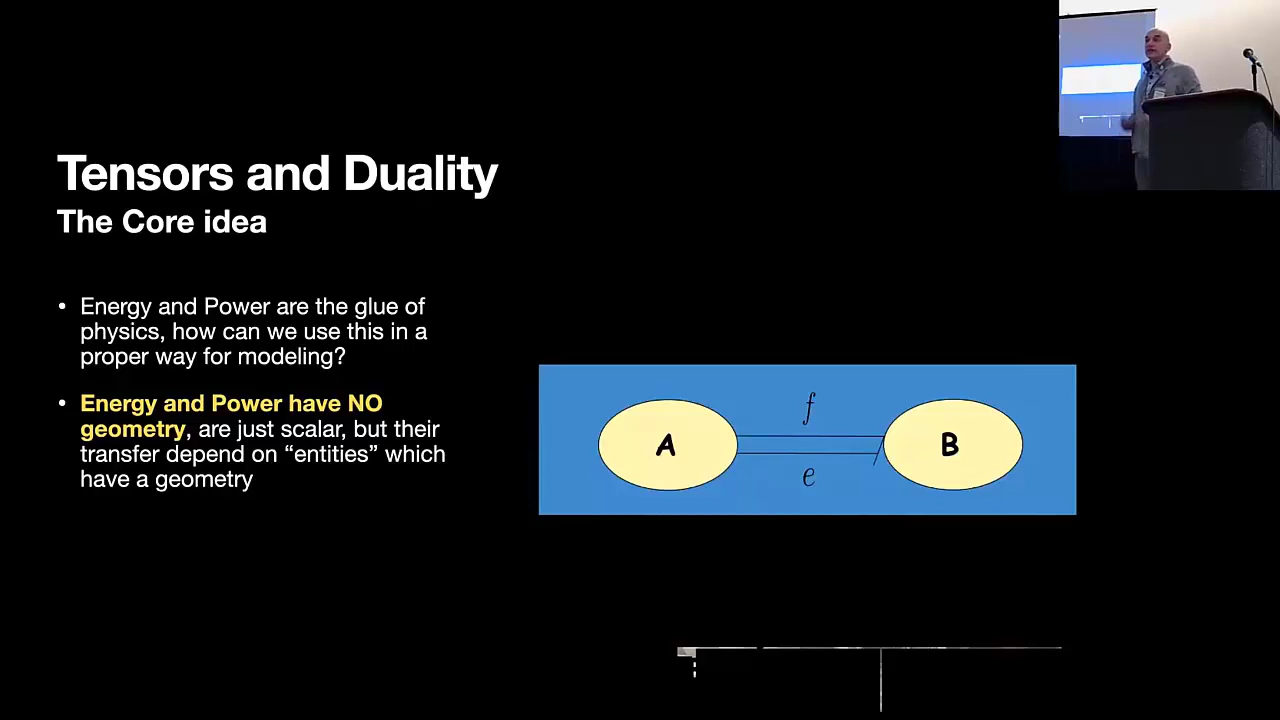 Tensors and Duality
The Core idea
• Energy and Power are the glue of
physics, how can we use this in a
proper way for modeling?
• Energy and Power have NO
geometry, are just scalar, but their
transfer depend on “entities” which
have a geometry
f
A
B
e